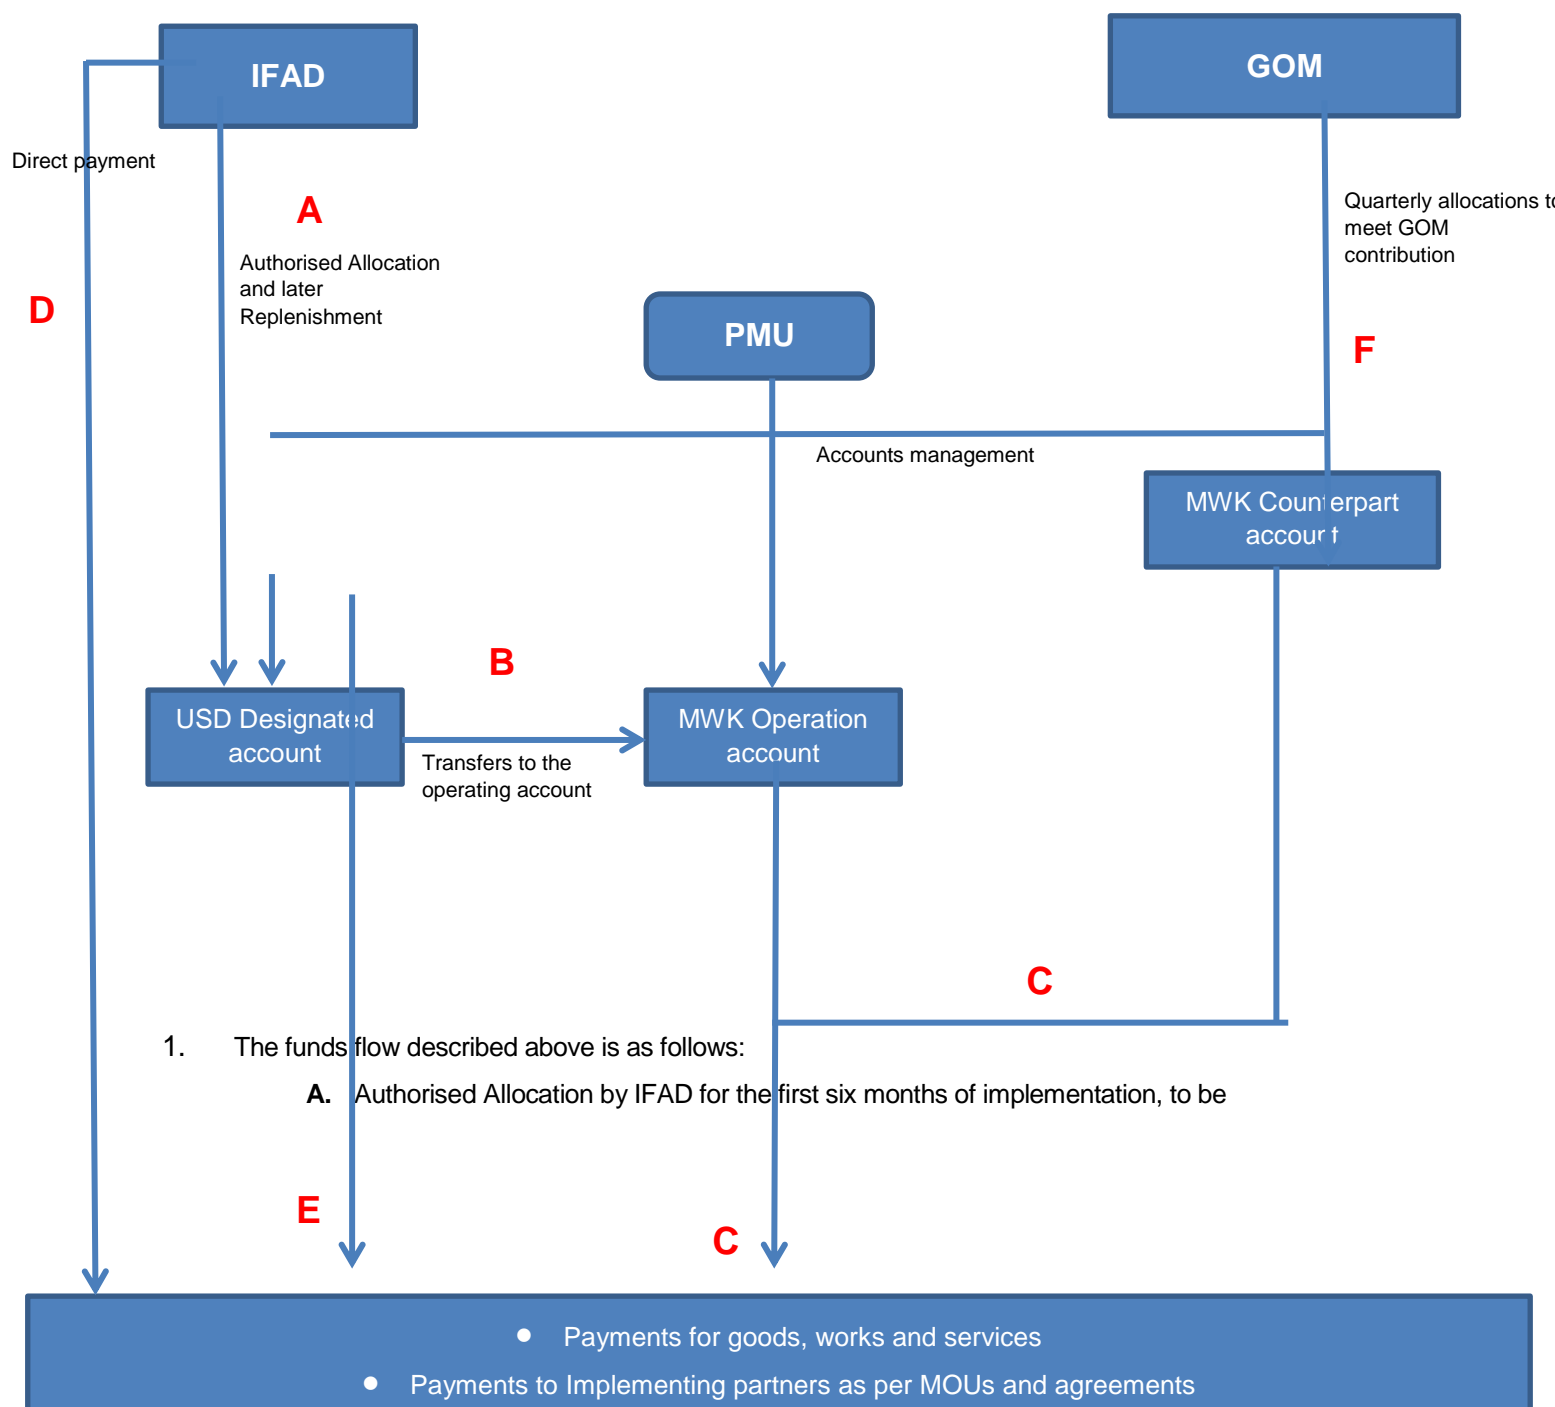 IFAD
GOM
Direct payment
A
Quarterly allocations to
meet GOM
contribution
Authorised Allocation
and later
Replenishment
D
PMU
F
Accounts management
MWK Counterpart
account
B
USD Designated
account
MWK Operation
account
Transfers to the
operating account
C
1. The funds flow described above is as follows:
A. Authorised Allocation by IFAD for the first six months of implementation, to be
E
C
• Payments for goods, works and services
• Payments to Implementing partners as per MOUs and agreements